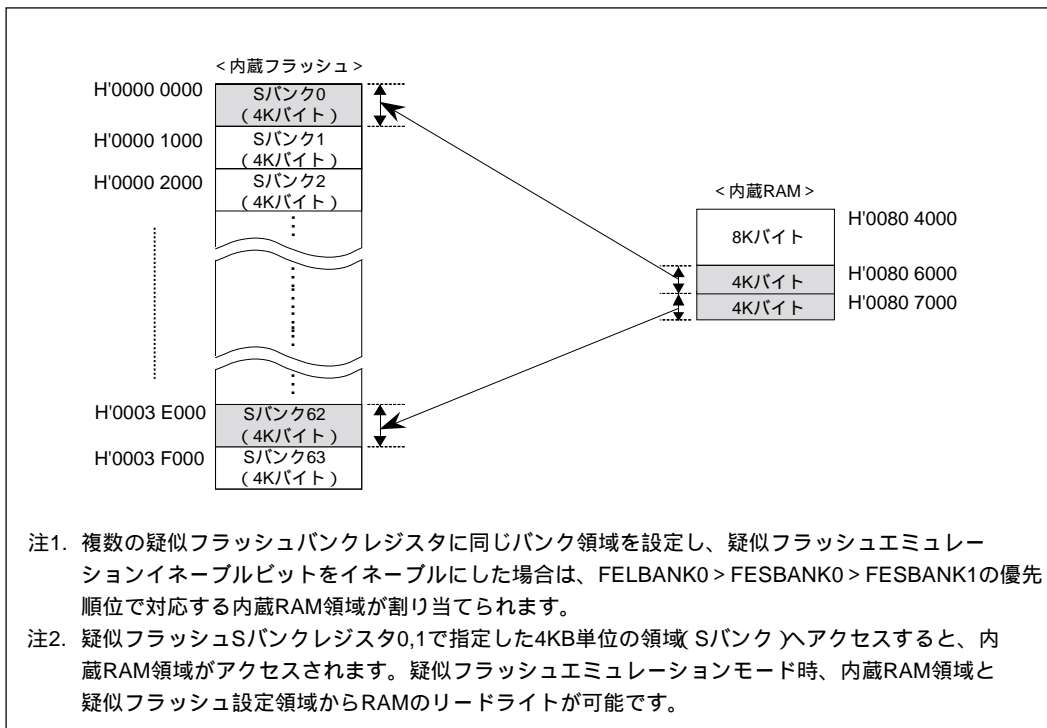 <内蔵フラッシュ>
H'0000 0000
Sバンク0
(4Kバイト)
H'0000 1000
Sバンク1
(4Kバイト)
H'0000 2000
Sバンク2
(4Kバイト)
H'0003 E000
Sバンク62
(4Kバイト)
H'0003 F000
Sバンク63
(4Kバイト)
<内蔵RAM>
8Kバイト
H'0080 4000
4Kバイト
H'0080 6000
4Kバイト
H'0080 7000
注1. 複数の疑似フラッシュバンクレジスタに同じバンク領域を設定し、疑似フラッシュエミュレー
ションイネーブルビットをイネーブルにした場合は、FELBANK0>FESBANK0>FESBANK1の優先
順位で対応する内蔵RAM領域が割り当てられます。
注2. 疑似フラッシュSバンクレジスタ0,1で指定した4KB単位の領域(Sバンク)へアクセスすると、内
蔵RAM領域がアクセスされます。疑似フラッシュエミュレーションモード時、内蔵RAM領域と
疑似フラッシュ設定領域からRAMのリードライトが可能です。